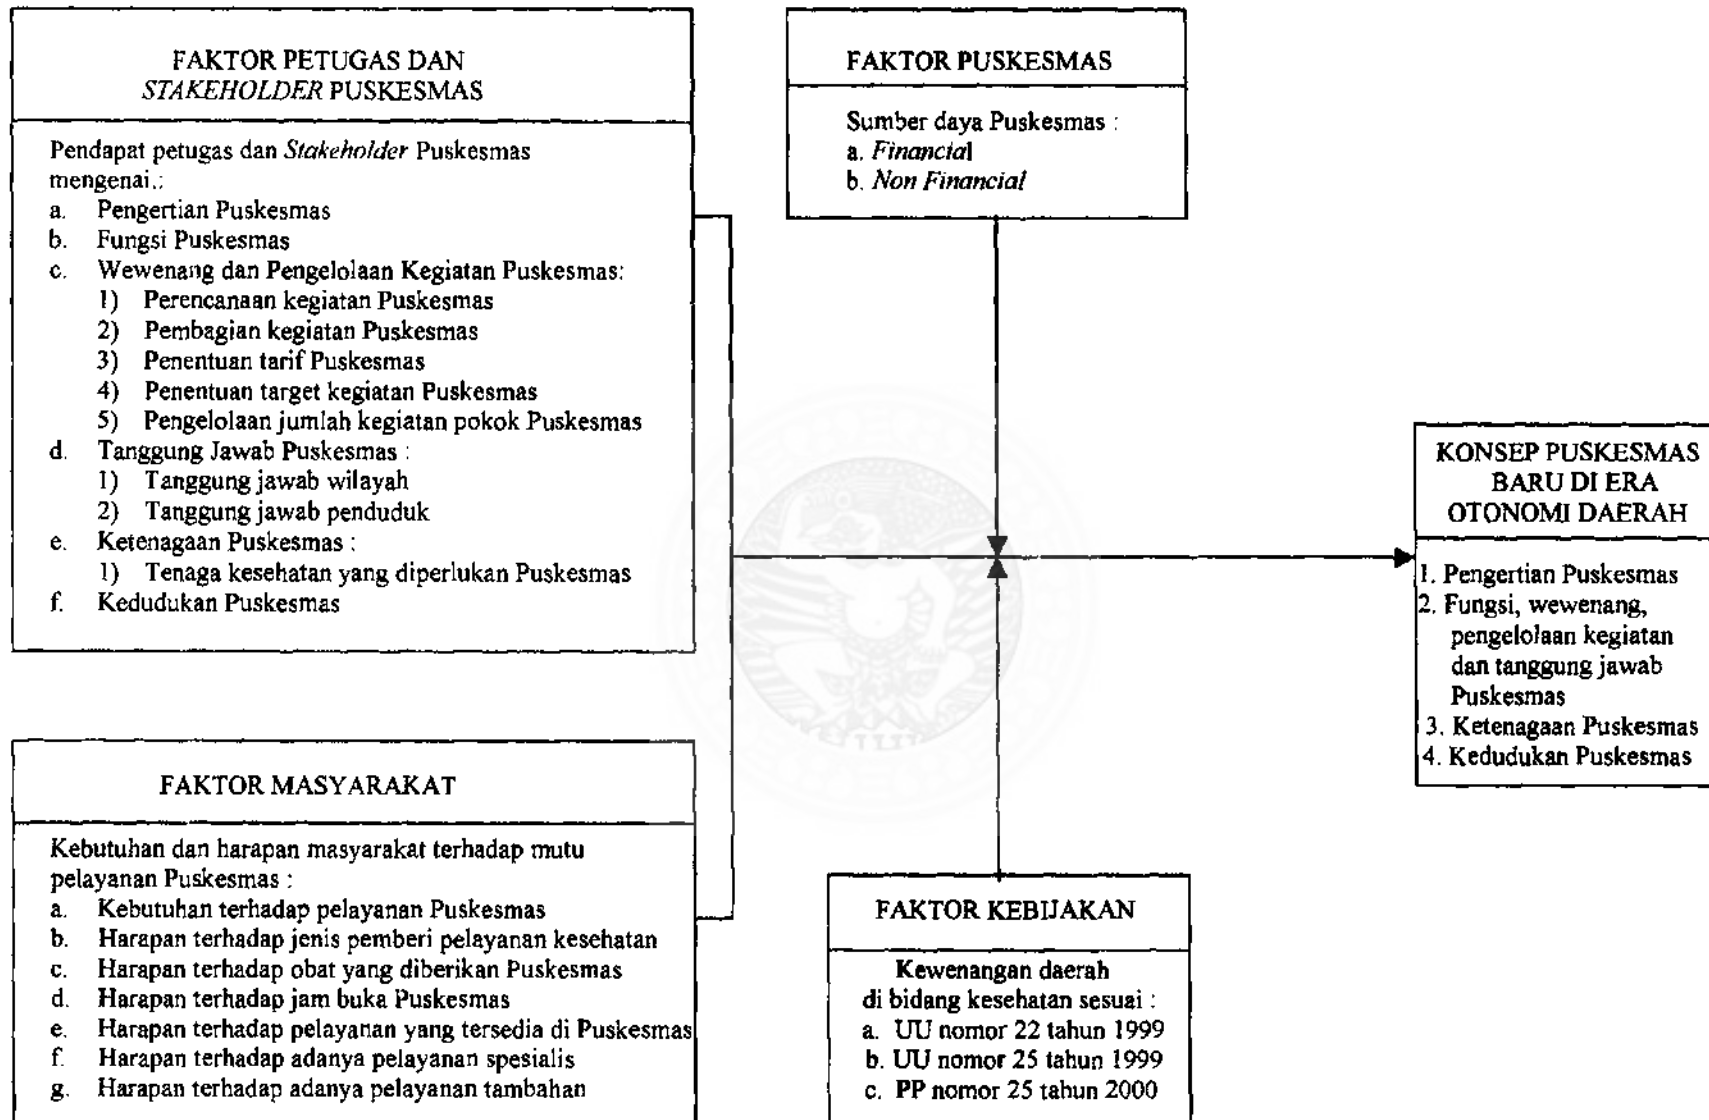 FAKTOR PETUGAS DAN
STAKEHOLDER PUSKESMAS
Pendapat petugas dan Stakeholder Puskesmas
mengenai.:
a. Pengertian Puskesmas
b. Fungsi Puskesmas
c. Wewenang dan Pengelolaan Kegiatan Puskesmas:
1) Perencanaan kegiatan Puskesmas
2) Pembagian kegiatan Puskesmas
3) Penentuan tarif Puskesmas
4) Penentuan target kegiatan Puskesmas
5) Pengelolaan jumlah kegiatan pokok Puskesmas
d. Tanggung Jawab Puskesmas :
1) Tanggung jawab wilayah
2) Tanggung jawab penduduk
e. Ketenagaan Puskesmas :
1) Tenaga kesehatan yang diperlukan Puskesmas
f. Kedudukan Puskesmas
FAKTOR MASYARAKAT
Kebutuhan dan harapan masyarakat terhadap mutu
pelayanan Puskesmas :
a. Kebutuhan terhadap pelayanan Puskesmas
b. Harapan terhadap jenis pemberi pelayanan kesehatan
c. Harapan terhadap obat yang diberikan Puskesmas
d. Harapan terhadap jam buka Puskesmas
e. Harapan terhadap pelayanan yang tersedia di Puskesmas
f. Harapan terhadap adanya pelayanan spesialis
g. Harapan terhadap adanya pelayanan tambahan
FAKTOR PUSKESMAS
Sumber daya Puskesmas :
a. Financial
b. Non Financial
FAKTOR KEBIJAKAN
Kewenangan daerah
di bidang kesehatan sesuai :
a. UU nomor 22 tahun 1999
b. UU nomor 25 tahun 1999
c. PP nomor 25 tahun 2000
KONSEP PUSKESMAS
BARU DI ERA
OTONOMI DAERAH
1. Pengertian Puskesmas
2. Fungsi, wewenang,
pengelolaan kegiatan
dan tanggung jawab
Puskesmas
3. Ketenagaan Puskesmas
4. Kedudukan Puskesmas